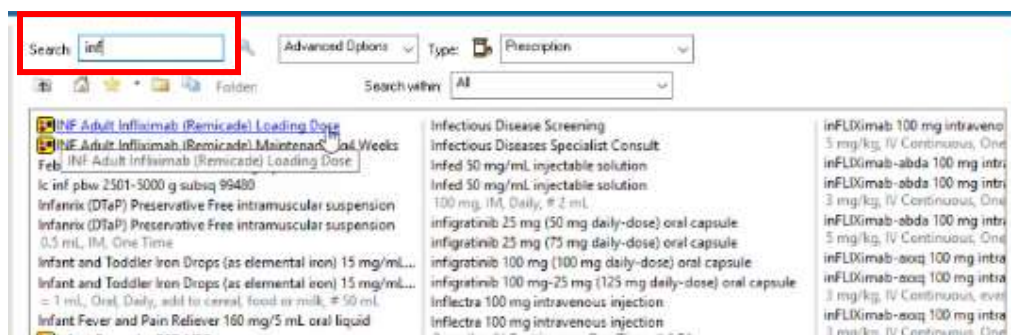 Search: inf
Advanced Options
Type: Prescription
Folder:
Search within: All
INF Adult Infliximab (Remicade) Loading Dose
INF Adult Infliximab (Remicade) Weeks
INF Adult Infliximab (Remicade) Loading Dose
Feb
Ic inf pbw 2501-5000 g subsq 99480
Infanrix (DTaP) Preservative Free intramuscular suspension
Infanrix (DTaP) Preservative Free intramuscular suspension
0.5 mL, IM, One Time
Infant and Toddler Iron Drops (as elemental iron) 15 mg/mL...
Infant and Toddler Iron Drops (as elemental iron) 15 mg/mL...
= 1 mL, Oral, Daily, add to cereal, food or milk, # 50 mL
Infant Fever and Pain Reliever 160 mg/5 mL oral liquid
Infectious Disease Screening
Infectious Diseases Specialist Consult
Infed 50 mg/mL injectable solution
Infed 50 mg/mL injectable solution
100 mg, IM, Daily, # 2 mL
infigratinib 25 mg (50 mg daily-dose) oral capsule
infigratinib 25 mg (75 mg daily-dose) oral capsule
infigratinib 100 mg (100 mg daily-dose) oral capsule
infigratinib 100 mg-25 mg (125 mg daily-dose) oral capsule
Inflectra 100 mg intravenous injection
Inflectra 100 mg intravenous injection
inFLIXimab 100 mg intraveno
5 mg/kg, IV Continuous, One
inFLIXimab-abda 100 mg intra
inFLIXimab-abda 100 mg intra
3 mg/kg, IV Continuous, One
inFLIXimab-abda 100 mg intra
5 mg/kg, IV Continuous, One
inFLIXimab-axxq 100 mg intra
inFLIXimab-axxq 100 mg intra
3 mg/kg, IV Continuous, ever
inFLIXimab-axxq 100 mg intra